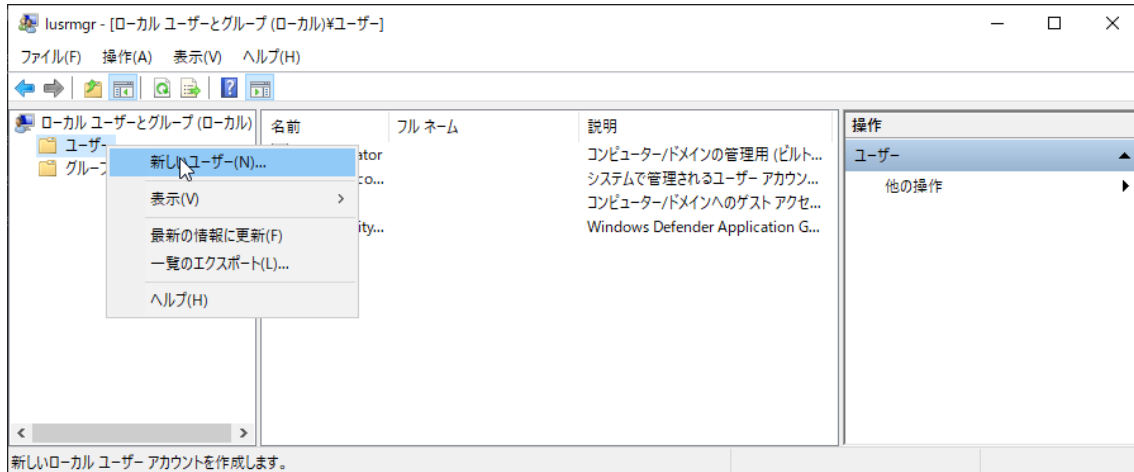 lusrmgr - [ローカル ユーザーとグループ (ローカル)¥ユーザー]
ファイル(F) 操作(A) 表示(V) ヘルプ(H)
ローカル ユーザーとグループ (ローカル)
ユーザー
グループ
新しいユーザー(N)...
表示(V)
最新の情報に更新(F)
一覧のエクスポート(L)...
ヘルプ(H)
名前 フル ネーム 説明
ator コンピューター/ドメインの管理用 (ビルト...
co... システムで管理されるユーザー アカウン...
コンピューター/ドメインへのゲスト アクセ...
ity... Windows Defender Application G...
操作
ユーザー
他の操作
新しいローカル ユーザー アカウントを作成します。